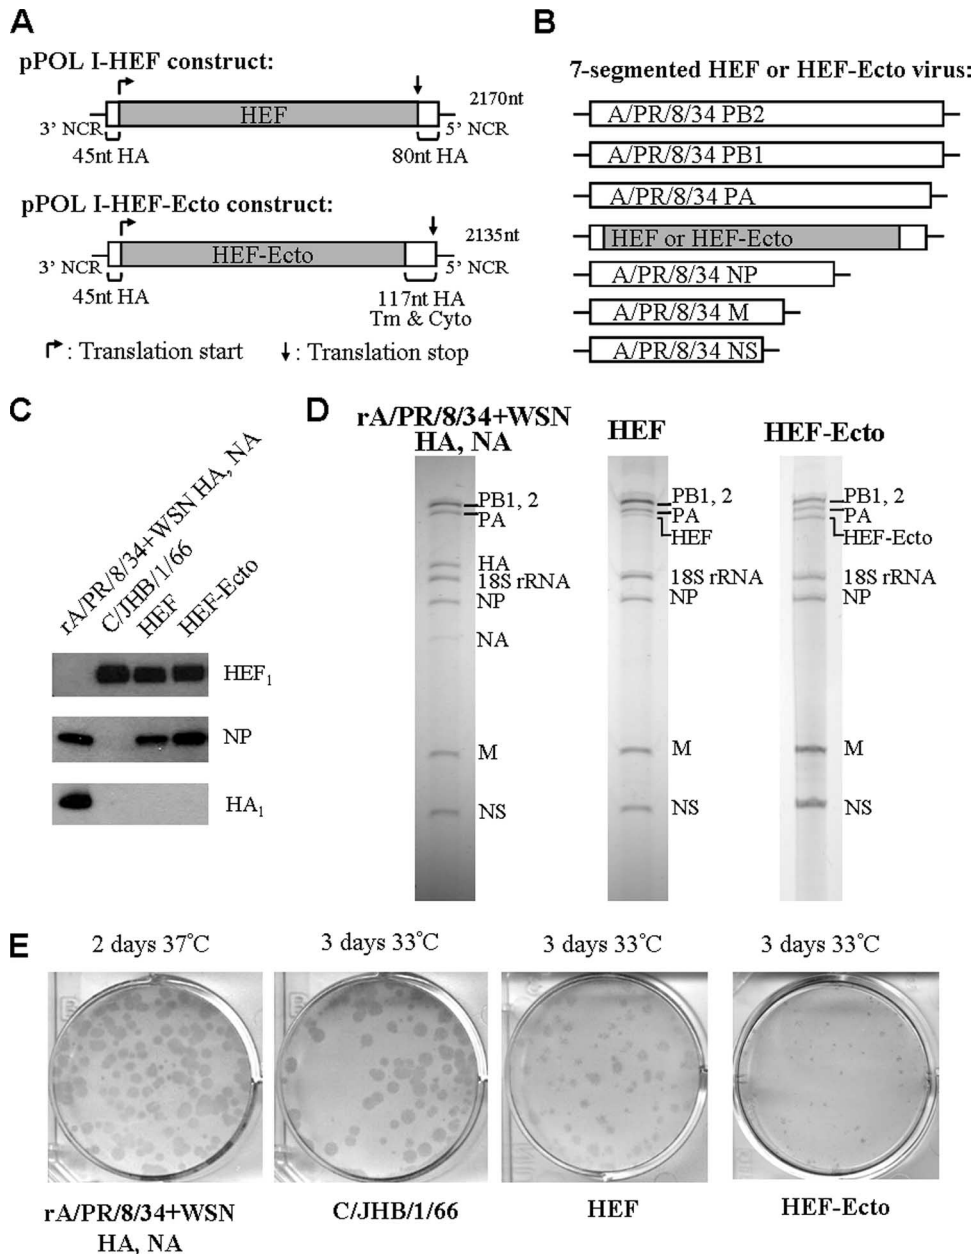 A
pPOL I-HEF construct:
2170nt
HEF
3’ NCR
5’ NCR
45nt HA
80nt HA
pPOL I-HEF-Ecto construct:
2135nt
HEF-Ecto
3’ NCR
5’ NCR
45nt HA
117nt HA
Tm & Cyto
: Translation start
: Translation stop
B
7-segmented HEF or HEF-Ecto virus:
A/PR/8/34 PB2
A/PR/8/34 PB1
A/PR/8/34 PA
HEF or HEF-Ecto
A/PR/8/34 NP
A/PR/8/34 M
A/PR/8/34 NS
C
rA/PR/8/34+WSN HA, NA
C/JHB/1/66
HEF
HEF-Ecto
HEF1
NP
HA1
D
rA/PR/8/34+WSN
HA, NA
PB1, 2
PA
HA
18S rRNA
NP
NA
M
NS
HEF
PB1, 2
PA
HEF
18S rRNA
NP
M
NS
HEF-Ecto
PB1, 2
PA
HEF-Ecto
18S rRNA
NP
M
NS
E
2 days 37°C
3 days 33°C
3 days 33°C
3 days 33°C
rA/PR/8/34+WSN
HA, NA
C/JHB/1/66
HEF
HEF-Ecto